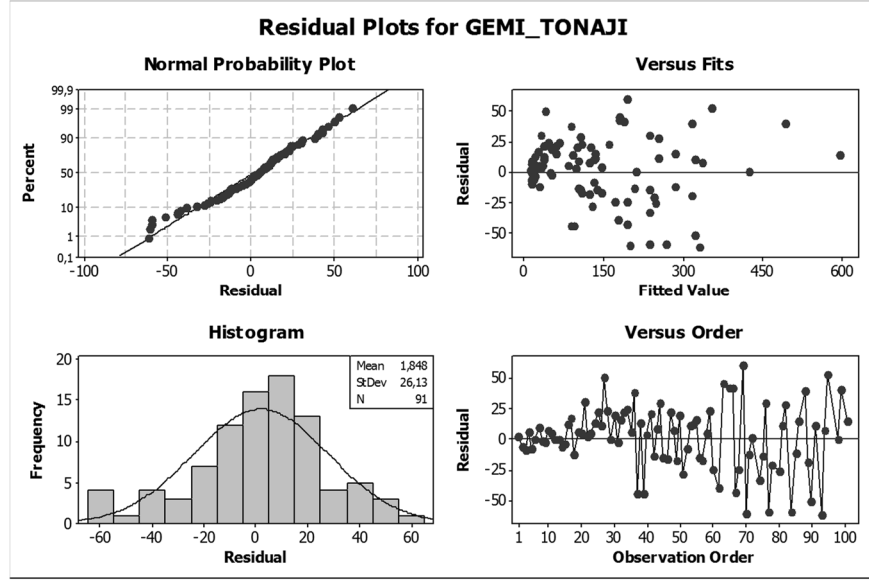 Residual Plots for GEMI_TONAJI
Normal Probability Plot
99,9
99
90
50
10
1
0,1
Percent
-100 -50 0 50 100
Residual
Versus Fits
50
25
0
-25
-50
Residual
0 150 300 450 600
Fitted Value
Histogram
20
15
10
5
0
Frequency
Mean 1,848
StDev 26,13
N 91
-60 -40 -20 0 20 40 60
Residual
Versus Order
50
25
0
-25
-50
Residual
1 10 20 30 40 50 60 70 80 90 100
Observation Order